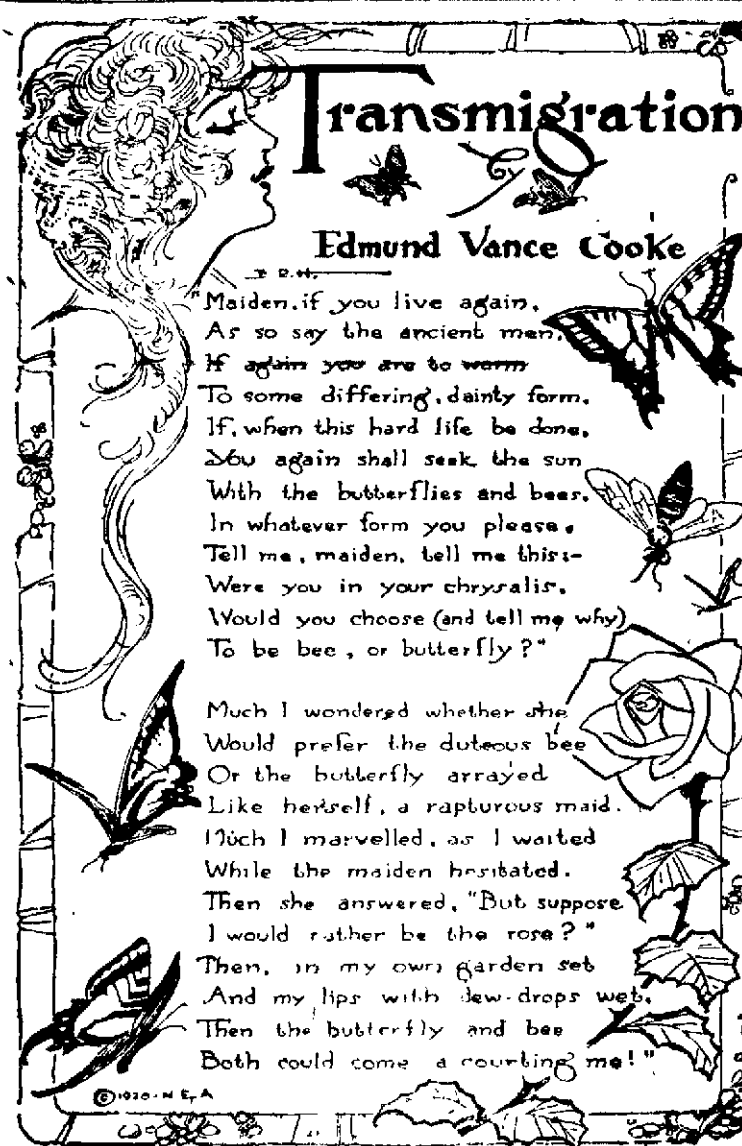 Transmigration
By
Edmund Vance Cooke
R.H.
"Maiden, if you live again,
As so say the ancient men,
If again you are to warm
To some differing, dainty form,
If, when this hard life be done,
You again shall seek the sun
With the butterflies and bees,
In whatever form you please,
Tell me, maiden, tell me this:-
Were you in your chrysalis,
Would you choose (and tell me why)
To be bee, or butterfly?"
Much I wondered whether she
Would prefer the duteous bee
Or the butterfly arrayed
Like herself, a rapturous maid.
Much I marvelled, as I waited
While the maiden hesitated.
Then she answered, "But suppose
I would rather be the rose?"
Then, in my own garden set
And my lips with dew-drops wet,
Then the butterfly and bee
Both could come a courting me!"
©1920-N E A